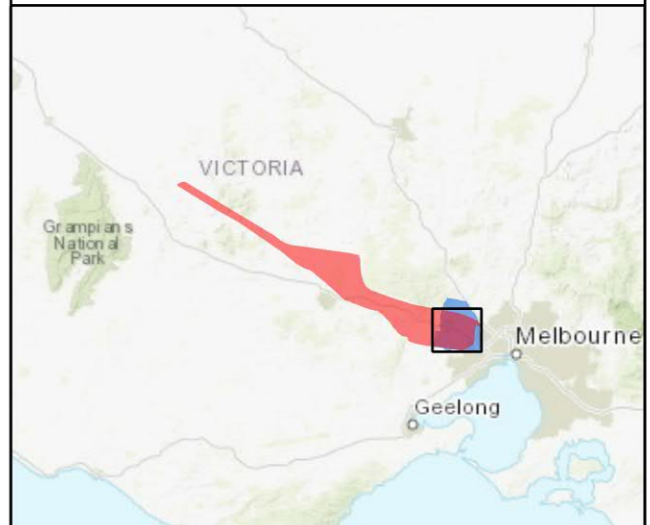 VICTORIA
Grampians
National
Park
Melbourne
Geelong